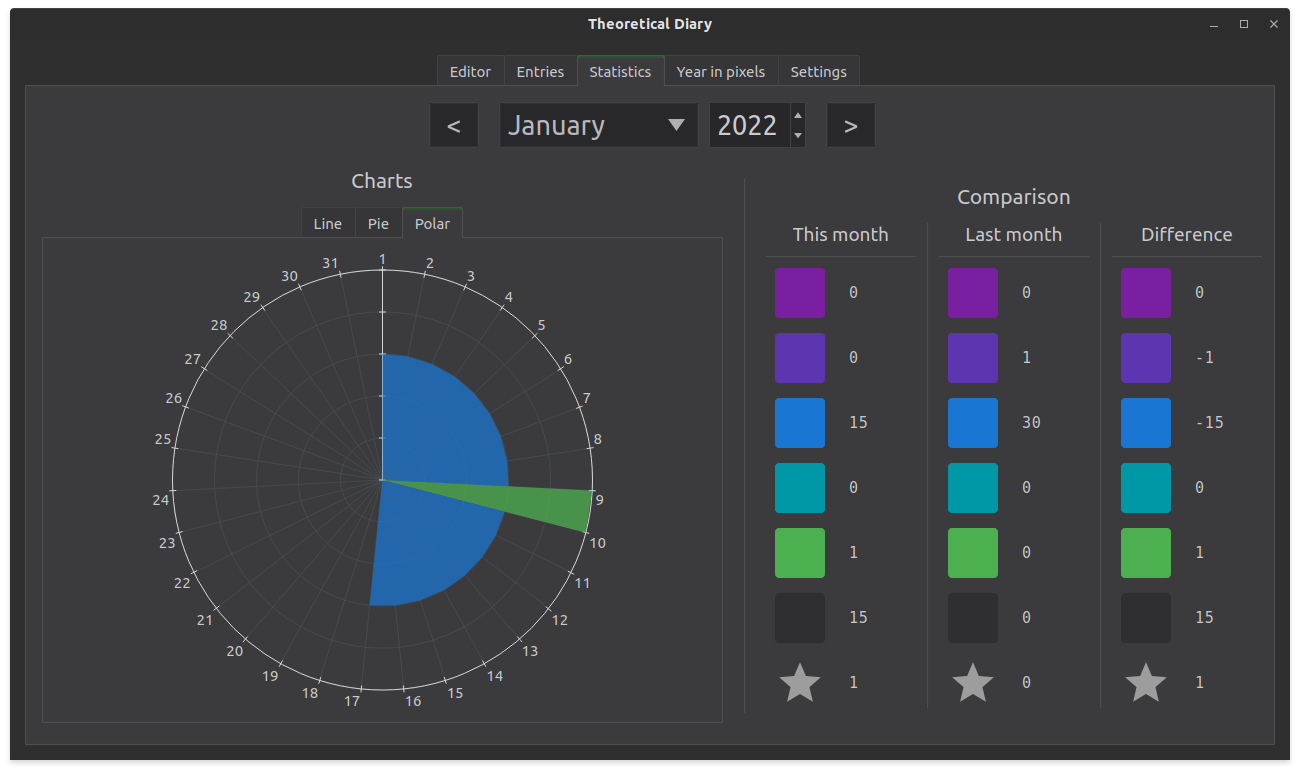 Theoretical Diary
Editor Entries Statistics Year in pixels Settings
< January 2022 >
Charts
Line Pie Polar
1
2
3
4
5
6
7
8
9
10
11
12
13
14
15
16
17
18
19
20
21
22
23
24
25
26
27
28
29
30
31
Comparison
This month Last month Difference
0 0 0
0 1 -1
15 30 -15
0 0 0
1 0 1
15 0 15
1 0 1